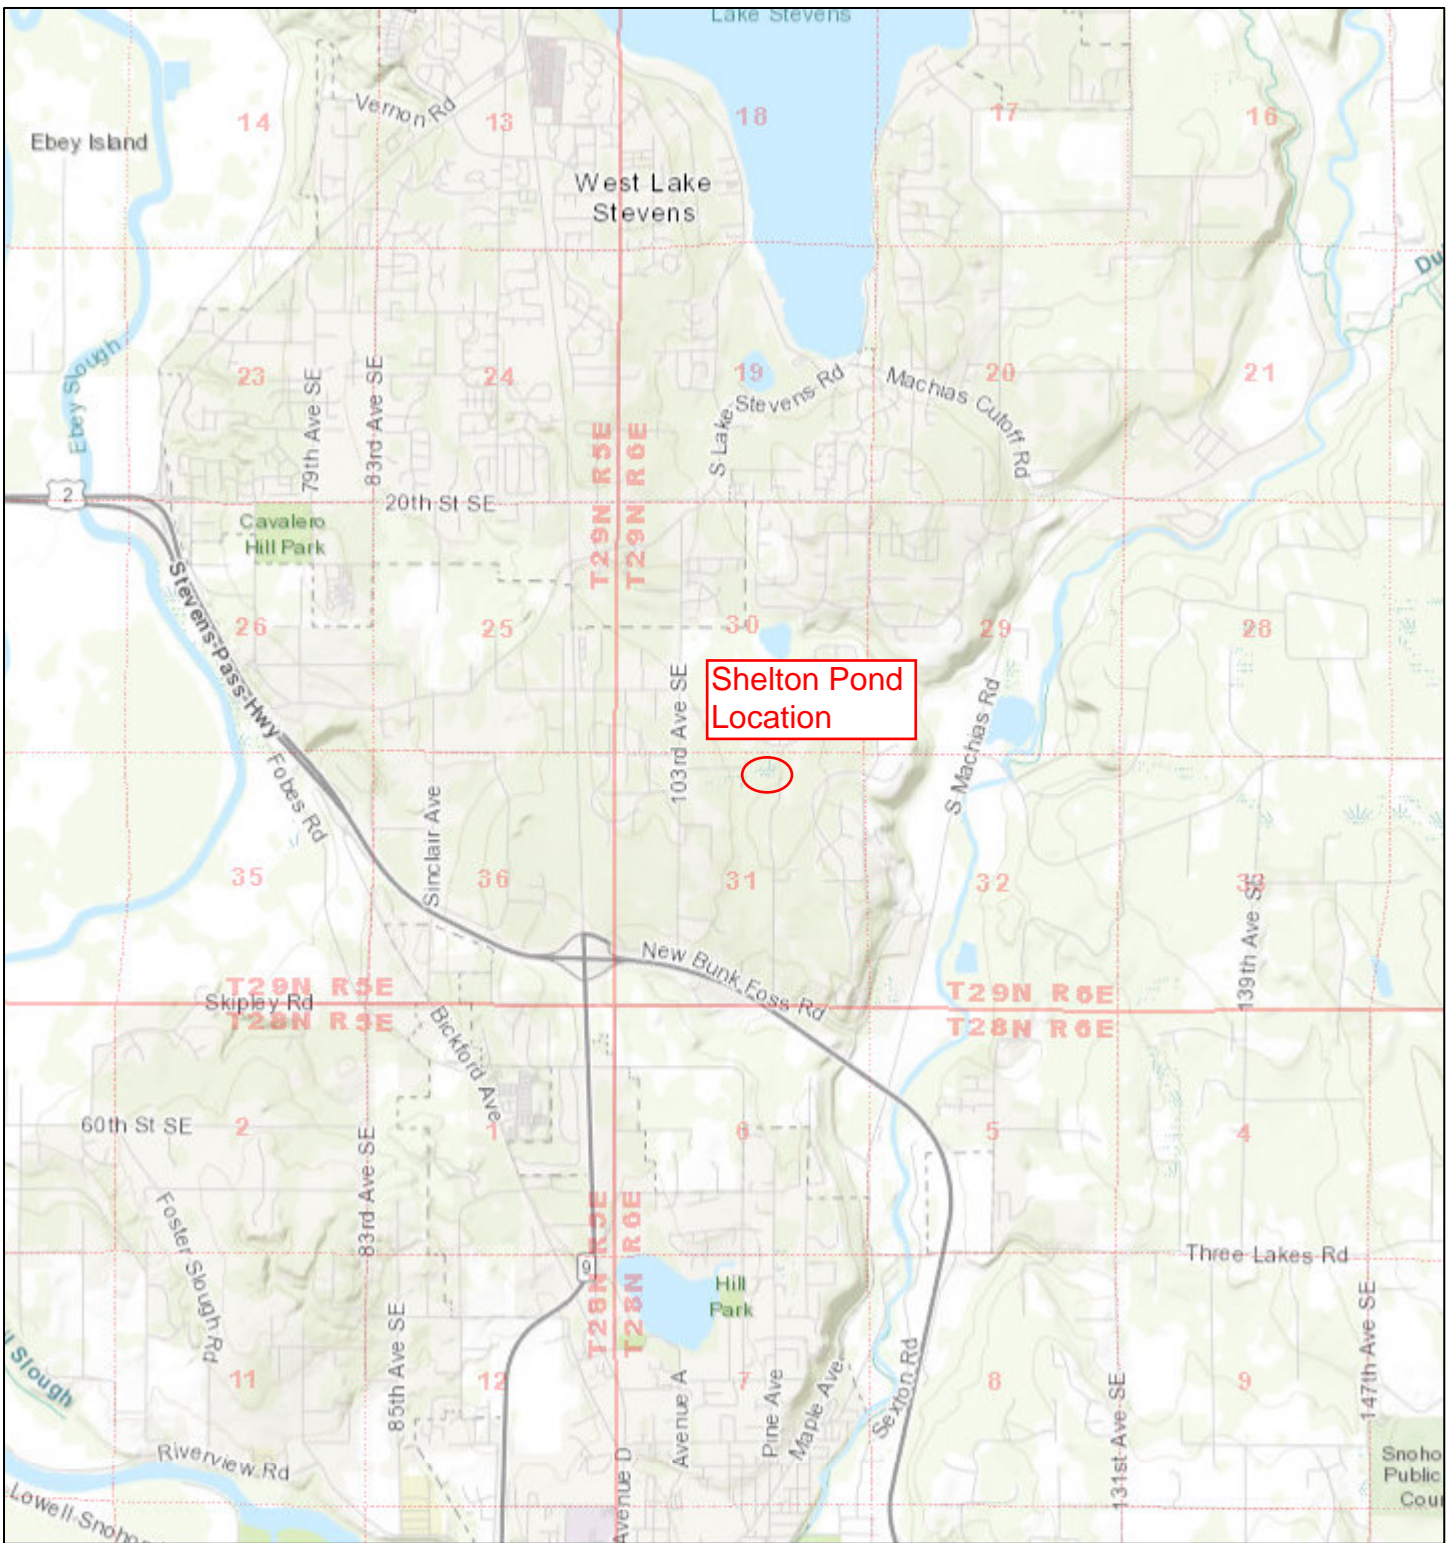 Lake Stevens
Vernon Rd
14
13
18
17
16
Ebey Island
West Lake
Stevens
Du
Ebey Slough
23
79th Ave SE
83rd Ave SE
24
19
S Lake Stevens Rd
Machias Cutoff Rd
20
21
T29N R5E
T29N R6E
2
20th St SE
Cavalero
Hill Park
Stevens Pass Hwy
26
25
30
29
28
103rd Ave SE
Shelton Pond
Location
S Machias Rd
Fobes Rd
Sinclair Ave
35
36
31
32
33
139th Ave SE
New Bunk Foss Rd
T29N R5E
Skipley Rd
T28N R5E
T29N R6E
T28N R6E
Bickford Ave
60th St SE
2
1
6
5
4
83rd Ave SE
Foster Slough Rd
T28N R5E
T28N R6E
9
Three Lakes Rd
Hill
Park
147th Ave SE
85th Ave SE
Sexton Rd
ll Slough
11
12
Avenue A
7
Pine Ave
Maple Ave
8
131st Ave SE
9
Riverview Rd
Avenue D
Snoho
Public
Cour
Lowell-Snoho